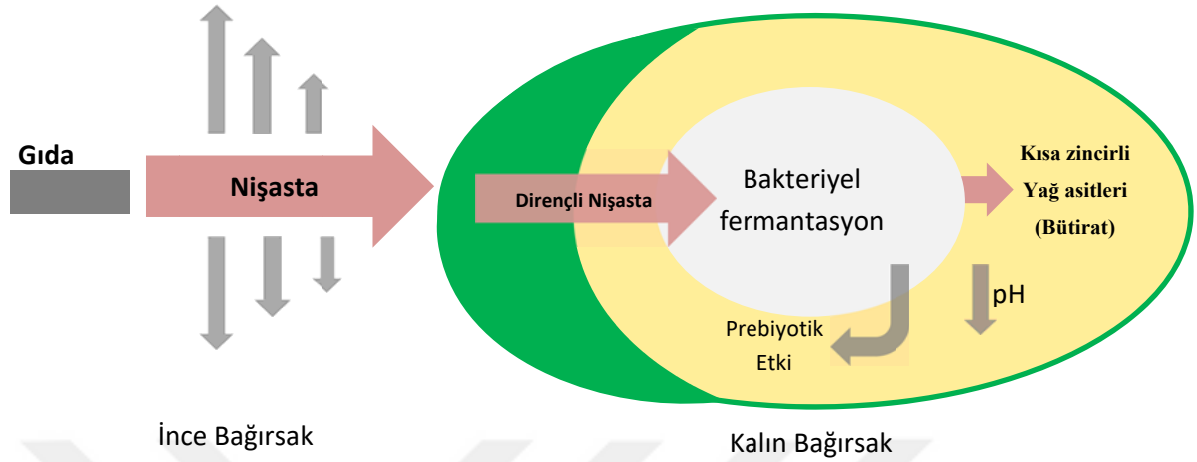 Gıda
Nişasta
Dirençli Nişasta
Bakteriyel
fermantasyon
Kısa zincirli
Yağ asitleri
(Bütirat)
pH
Prebiyotik
Etki
İnce Bağırsak
Kalın Bağırsak